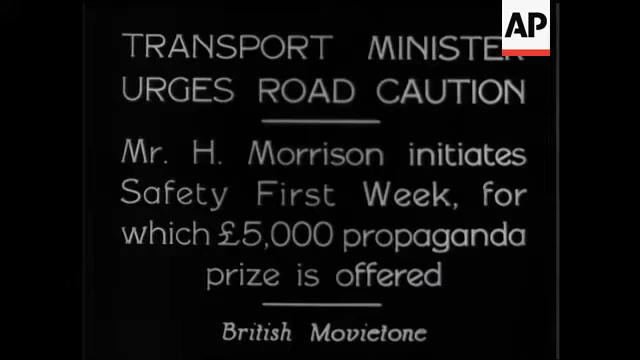 AP
TRANSPORT MINISTER
URGES ROAD CAUTION
Mr. H. Morrison initiates
Safety First Week, for
which £5,000 propaganda
prize is offered
British Movietone